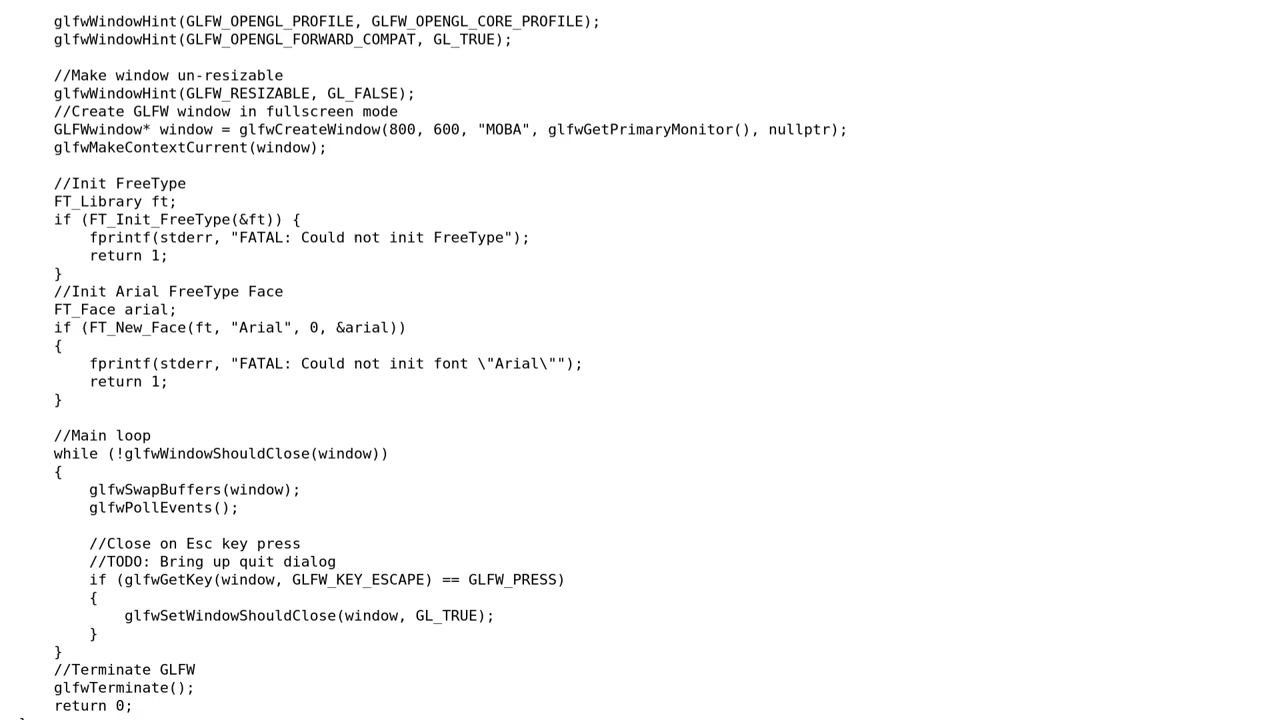 glfwWindowHint(GLFW_OPENGL_PROFILE, GLFW_OPENGL_CORE_PROFILE);
glfwWindowHint(GLFW_OPENGL_FORWARD_COMPAT, GL_TRUE);

//Make window un-resizable
glfwWindowHint(GLFW_RESIZABLE, GL_FALSE);
//Create GLFW window in fullscreen mode
GLFWwindow* window = glfwCreateWindow(800, 600, "MOBA", glfwGetPrimaryMonitor(), nullptr);
glfwMakeContextCurrent(window);

//Init FreeType
FT_Library ft;
if (FT_Init_FreeType(&ft)) {
    fprintf(stderr, "FATAL: Could not init FreeType");
    return 1;
}
//Init Arial FreeType Face
FT_Face arial;
if (FT_New_Face(ft, "Arial", 0, &arial))
{
    fprintf(stderr, "FATAL: Could not init font \"Arial\"");
    return 1;
}

//Main loop
while (!glfwWindowShouldClose(window))
{
    glfwSwapBuffers(window);
    glfwPollEvents();

    //Close on Esc key press
    //TODO: Bring up quit dialog
    if (glfwGetKey(window, GLFW_KEY_ESCAPE) == GLFW_PRESS)
    {
        glfwSetWindowShouldClose(window, GL_TRUE);
    }
}
//Terminate GLFW
glfwTerminate();
return 0;